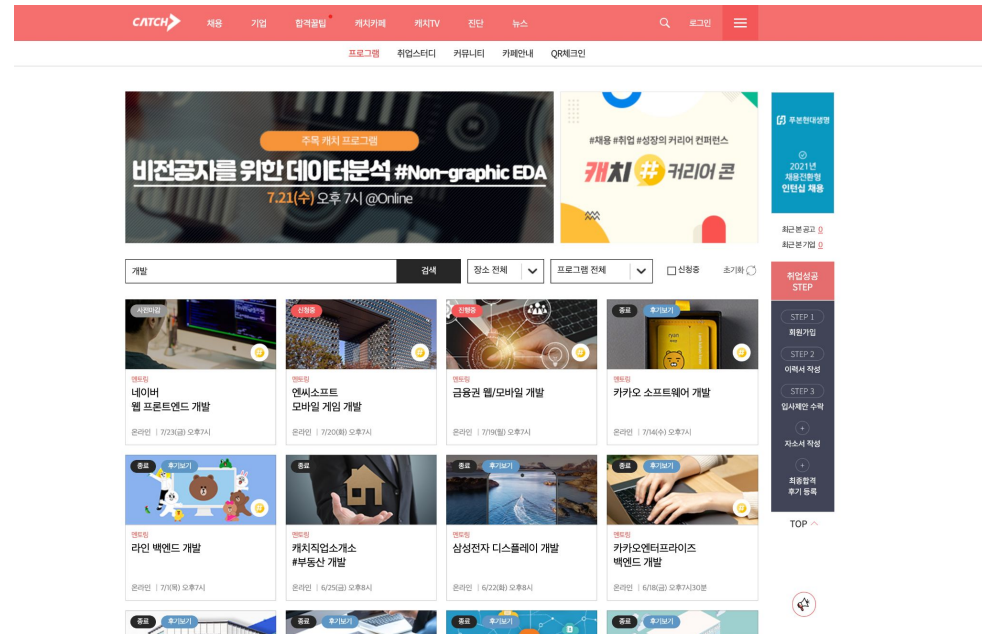 CATCH
채용
기업
합격꿀팁
캐치카페
캐치TV
진단
뉴스
로그인
프로그램
취업스터디
커뮤니티
카페안내
QR체크인
주목 캐치 프로그램
비전공자를 위한 데이터분석 #Non-graphic EDA
7.21(수) 오후 7시 @Online
#채용 #취업 #성장의 커리어 컨퍼런스
캐치 # 커리어 콘
푸본현대생명
2021년
채용전환형
인턴십 채용
최근 본 공고 0
최근 본 기업 0
개발
검색
장소 전체
프로그램 전체
신청중
초기화
취업성공
STEP
STEP 1
회원가입
STEP 2
이력서 작성
STEP 3
입사제안 수락
+
자소서 작성
+
최종합격
후기 등록
TOP
사전마감
멘토링
네이버
웹 프론트엔드 개발
온라인 | 7/23(금) 오후7시
신청중
멘토링
엔씨소프트
모바일 게임 개발
온라인 | 7/20(화) 오후7시
진행중
멘토링
금융권 웹/모바일 개발
온라인 | 7/19(월) 오후7시
종료 후기보기
멘토링
카카오 소프트웨어 개발
온라인 | 7/14(수) 오후7시
종료 후기보기
멘토링
라인 백엔드 개발
온라인 | 7/1(목) 오후7시
종료
멘토링
캐치직업소개소
#부동산 개발
온라인 | 6/25(금) 오후8시
종료 후기보기
멘토링
삼성전자 디스플레이 개발
온라인 | 6/22(화) 오후8시
종료 후기보기
멘토링
카카오엔터프라이즈
백엔드 개발
온라인 | 6/18(금) 오후7시30분
종료 후기보기
종료 후기보기
종료 후기보기
종료 후기보기